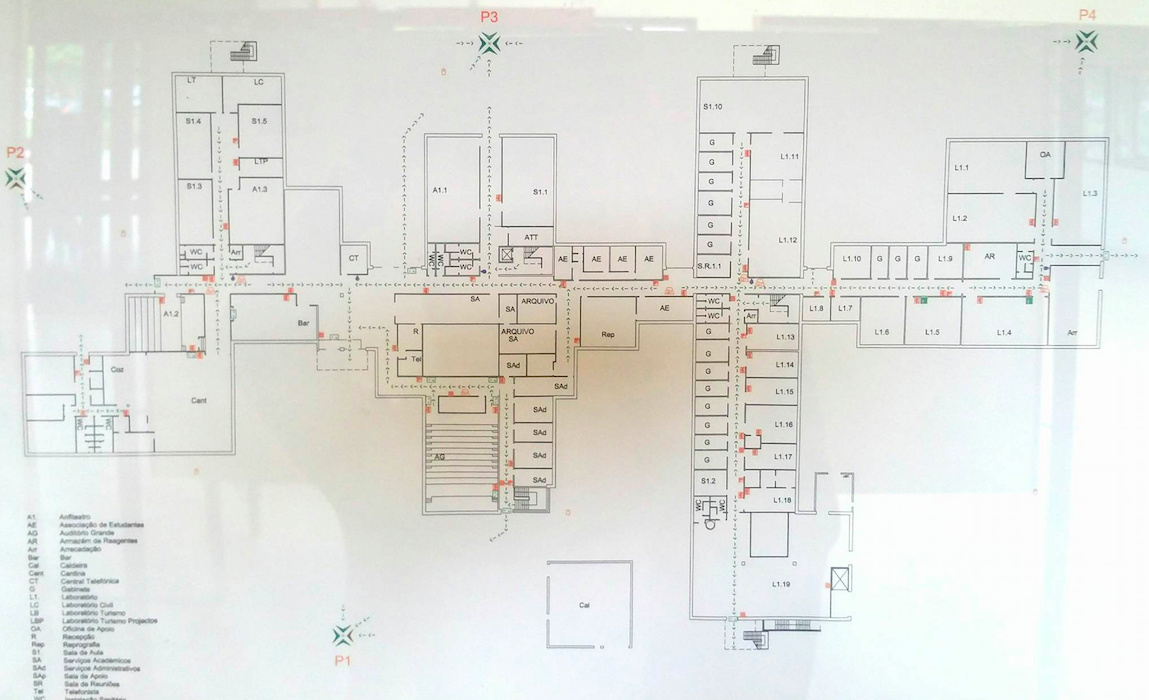 P3
P4
P2
LT
LC
S1.4
S1.5
LTP
S1.3
A1.3
WC
WC
Arr
CT
A1.1
S1.1
ATT
WC
WC
WC
WC
AE
AE
AE
AE
AE
S1.10
G
G
G
G
G
G
S.R.1.1
L1.11
L1.12
L1.1
OA
L1.3
L1.2
L1.10
G
G
G
L1.9
AR
WC
A1.2
Bar
SA
SA
ARQUIVO
ARQUIVO
SA
R
Tel
SAd
SAd
SAd
SAd
SAd
SAd
Rep
AG
Coz
Cant
WC
WC
WC
WC
Arr
L1.8
L1.7
L1.6
L1.5
L1.4
Arr
G
G
G
G
G
G
G
G
S1.2
L1.13
L1.14
L1.15
L1.16
L1.17
L1.18
WC
WC
L1.19
Cal
P1
A1. Anfiteatro
AE Associação de Estudantes
AG Auditório Grande
AR Armazém de Reagentes
Arr Arrecadação
Bar Bar
Cal Caldeira
Cant Cantina
CT Central Telefónica
G Gabinete
L1. Laboratório
LC Laboratório Civil
LB Laboratório Turismo
LBP Laboratório Turismo Projectos
OA Oficina de Apoio
R Recepção
Rep Reprografia
S1. Sala de Aula
SA Serviços Académicos
SAd Serviços Administrativos
SAp Sala de Apoio
SR Sala de Reuniões
Tel Telefonista
WC Instalação Sanitária